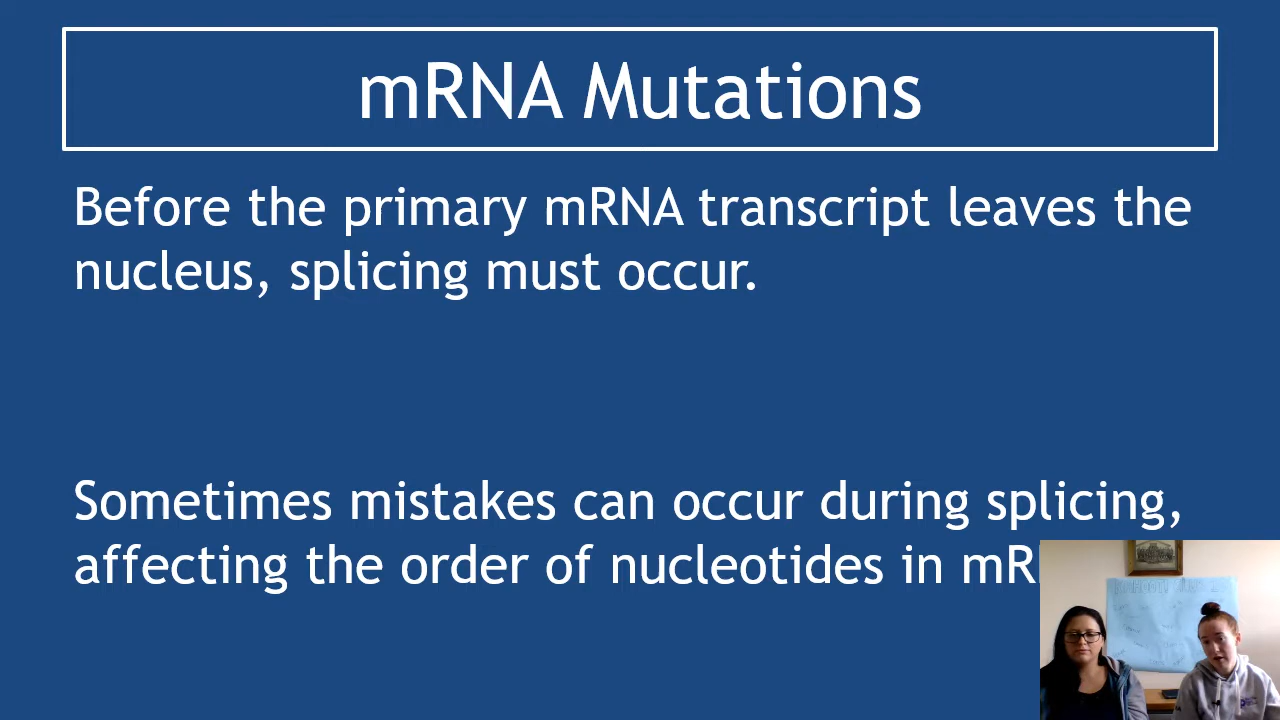 mRNA Mutations
Before the primary mRNA transcript leaves the
nucleus, splicing must occur.
Sometimes mistakes can occur during splicing,
affecting the order of nucleotides in